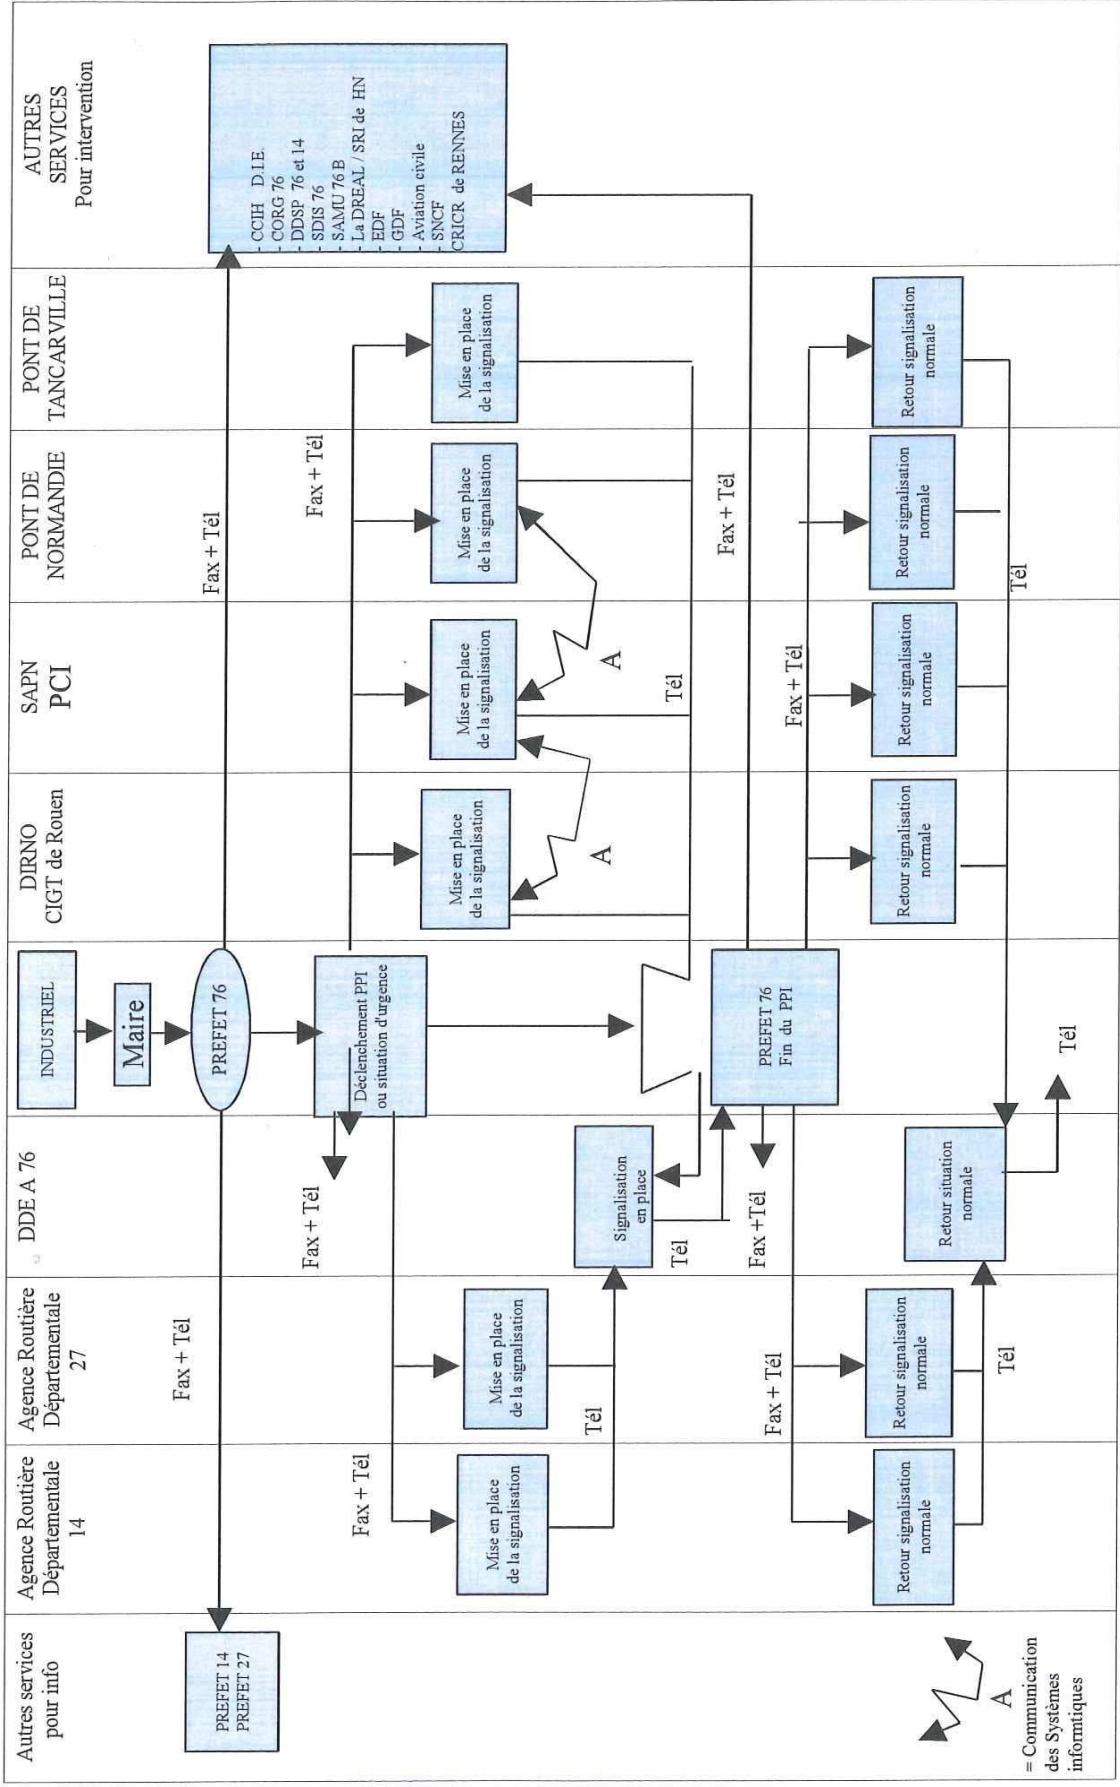 Autres services
pour info
Agence Routière
Départementale
14
Agence Routière
Départementale
27
DDE A 76
DIRNO
CIGT de Rouen
SAPN
PCI
PONT DE
NORMANDIE
PONT DE
TANCARVILLE
AUTRES
SERVICES
Pour intervention
INDUSTRIEL
Maire
PREFET 76
Fax + Tél
Fax + Tél
PREFET 14
PREFET 27
- CCIH D.I.E.
- CORG 76
- DDSP 76 et 14
- SDIS 76
- SAMU 76 B
- La DREAL / SRI de HN
- EDF
- GDF
- Aviation civile
- SNCF
CRICR de RENNES
Déclenchement PPI
ou situation d'urgence
Fax + Tél
Fax + Tél
Fax + Tél
Mise en place
de la signalisation
Mise en place
de la signalisation
Mise en place
de la signalisation
Mise en place
de la signalisation
Mise en place
de la signalisation
Mise en place
de la signalisation
A
A
Tél
Signalisation
en place
Tél
Tél
Fax + Tél
PREFET 76
Fin du PPI
Fax +Tél
Fax + Tél
Fax + Tél
Retour signalisation
normale
Retour signalisation
normale
Retour signalisation
normale
Retour signalisation
normale
Retour signalisation
normale
Retour signalisation
normale
Retour situation
normale
Tél
Tél
Tél
A
= Communication
des Systèmes
informtiques